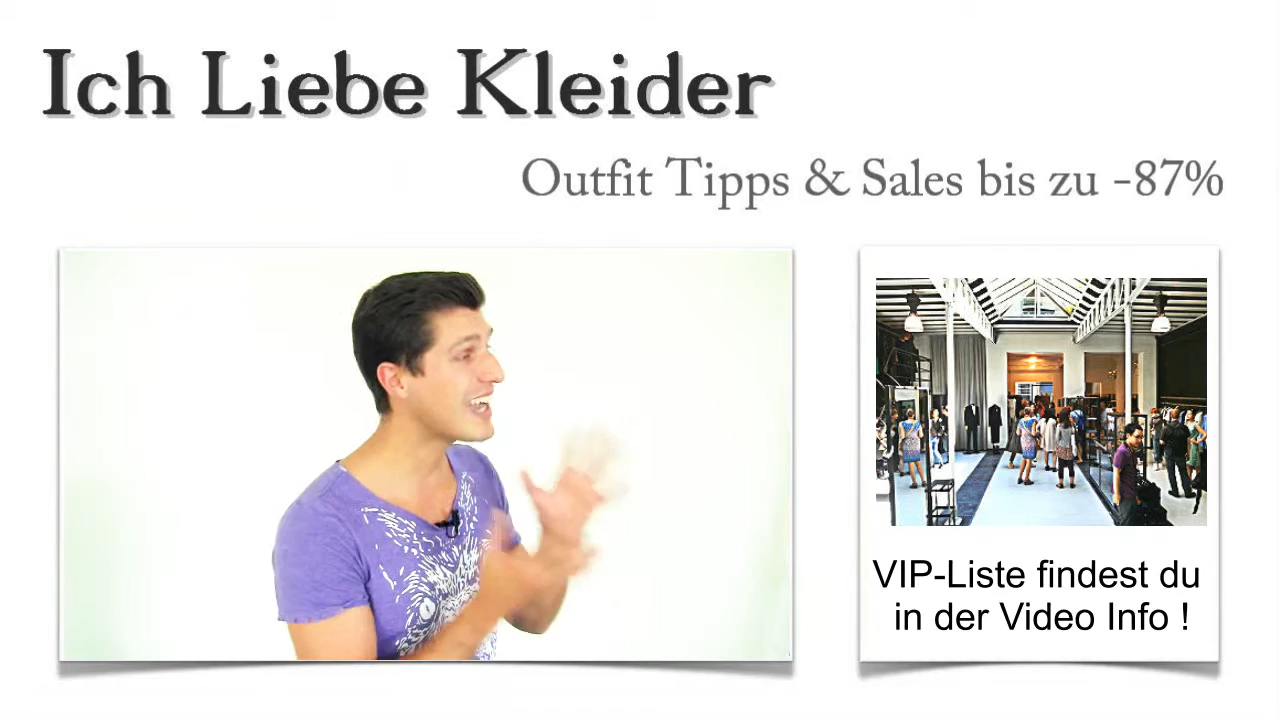 Ich Liebe Kleider
Outfit Tipps & Sales bis zu -87%
VIP-Liste findest du
in der Video Info !